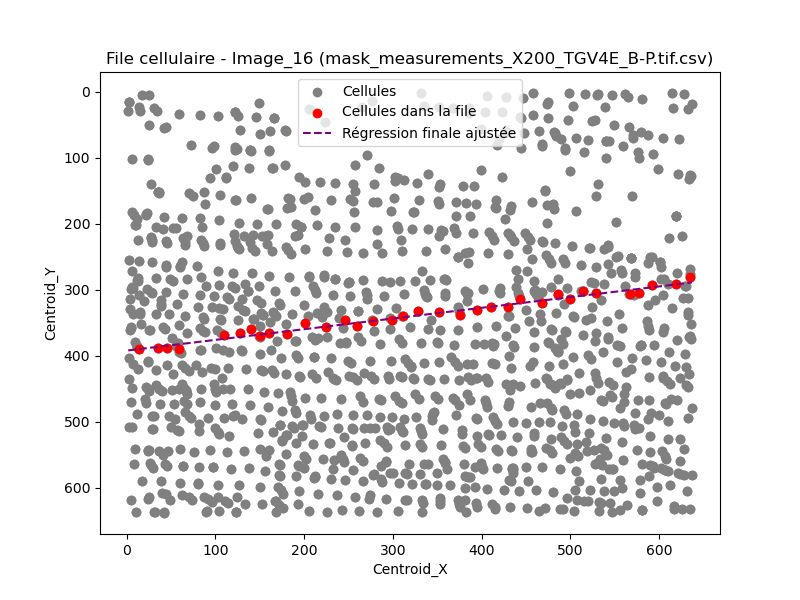 File cellulaire - Image_16 (mask_measurements_X200_TGV4E_B-P.tif.csv)
Cellules
Cellules dans la file
Régression finale ajustée
0
100
200
300
400
500
600
Centroid_Y
0 100 200 300 400 500 600
Centroid_X